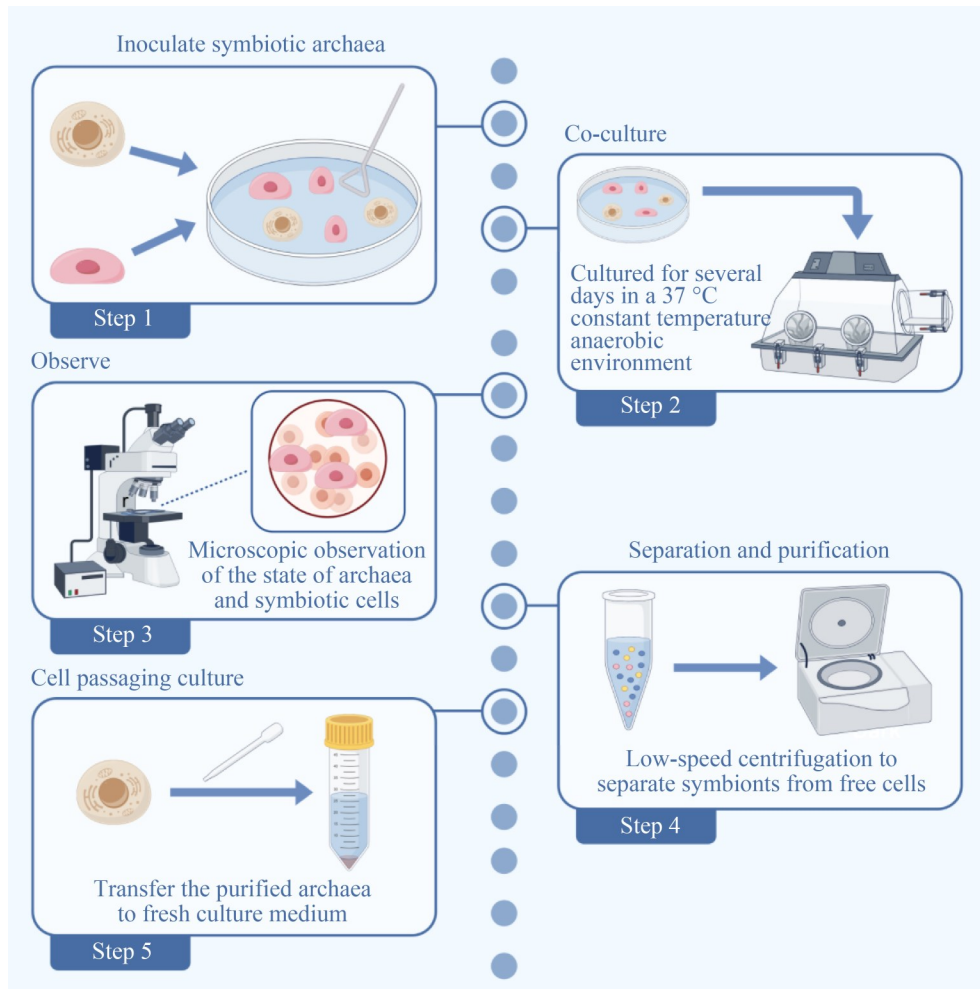 Inoculate symbiotic archaea
Step 1
Co-culture
Cultured for several
days in a 37 °C
constant temperature
anaerobic
environment
Step 2
Observe
Microscopic observation
of the state of archaea
and symbiotic cells
Step 3
Separation and purification
Low-speed centrifugation to
separate symbionts from free cells
Step 4
Cell passaging culture
Transfer the purified archaea
to fresh culture medium
Step 5